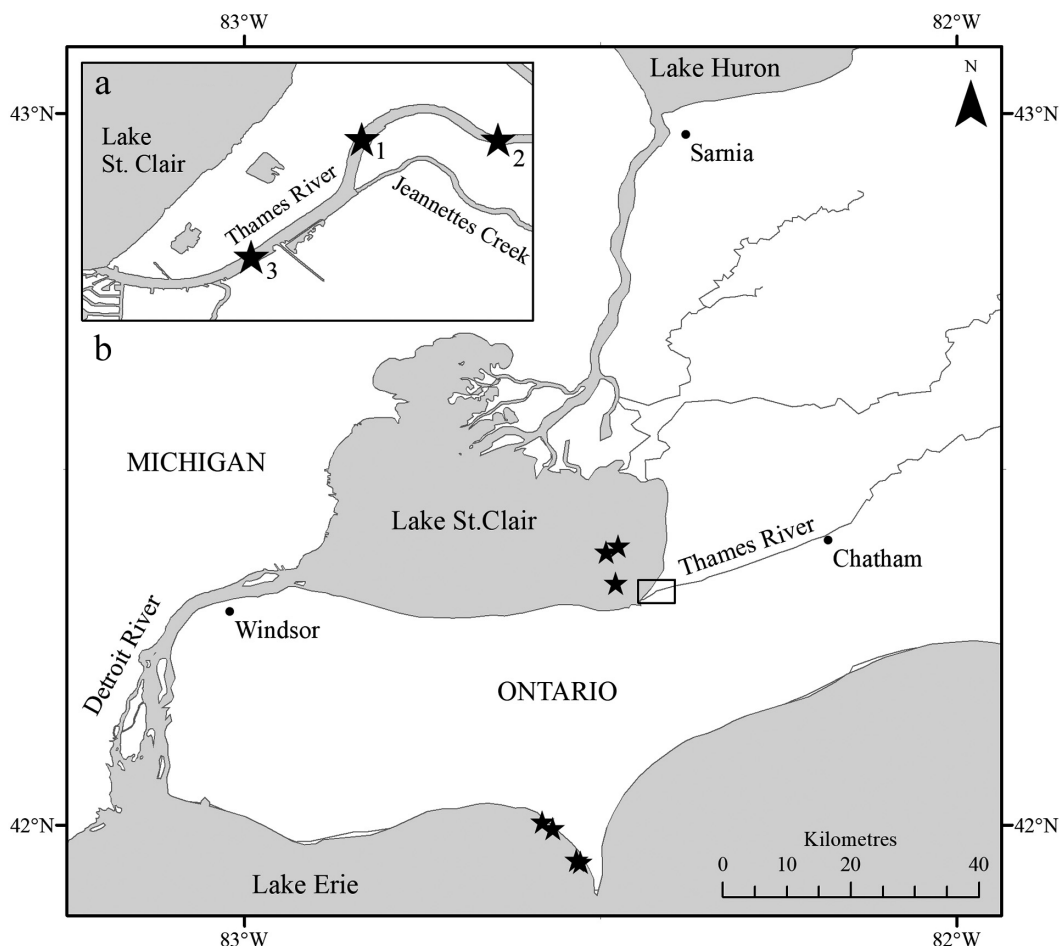 83°W
82°W
43°N
43°N
a
Lake
St. Clair
1
2
3
Thames River
Jeannettes Creek
b
Lake Huron
N
Sarnia
MICHIGAN
Lake St.Clair
Thames River
Chatham
Windsor
Detroit River
ONTARIO
42°N
42°N
Lake Erie
Kilometres
0 10 20 40
83°W
82°W